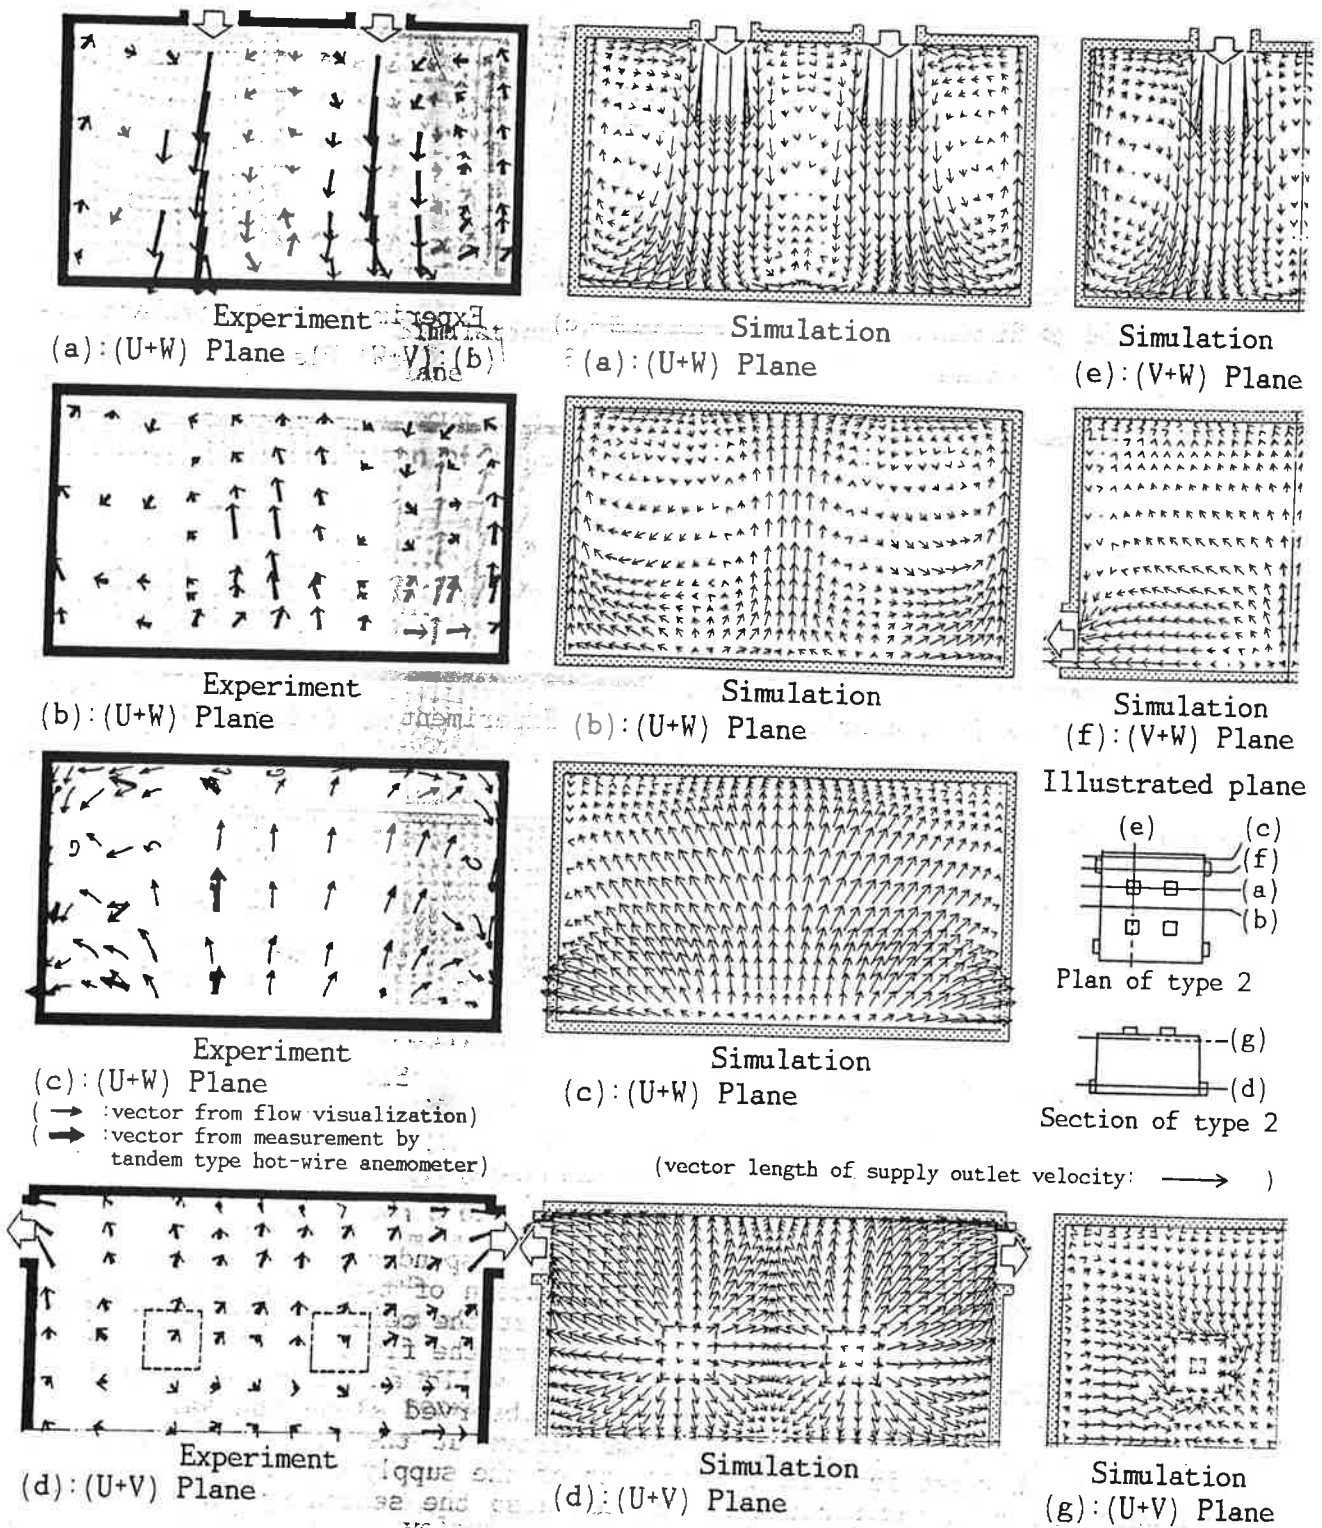 Experiment
(a):(U+W) Plane
Simulation
(a):(U+W) Plane
Simulation
(e):(V+W) Plane
Experiment
(b):(U+W) Plane
Simulation
(b):(U+W) Plane
Simulation
(f):(V+W) Plane
Illustrated plane
(e)
(c)
(f)
(a)
(b)
Plan of type 2
(g)
(d)
Section of type 2
Experiment
(c):(U+W) Plane
( → :vector from flow visualization)
( ➡ :vector from measurement by
tandem type hot-wire anemometer)
Simulation
(c):(U+W) Plane
(vector length of supply outlet velocity: → )
Experiment
(d):(U+V) Plane
Simulation
(d):(U+V) Plane
Simulation
(g):(U+V) Plane